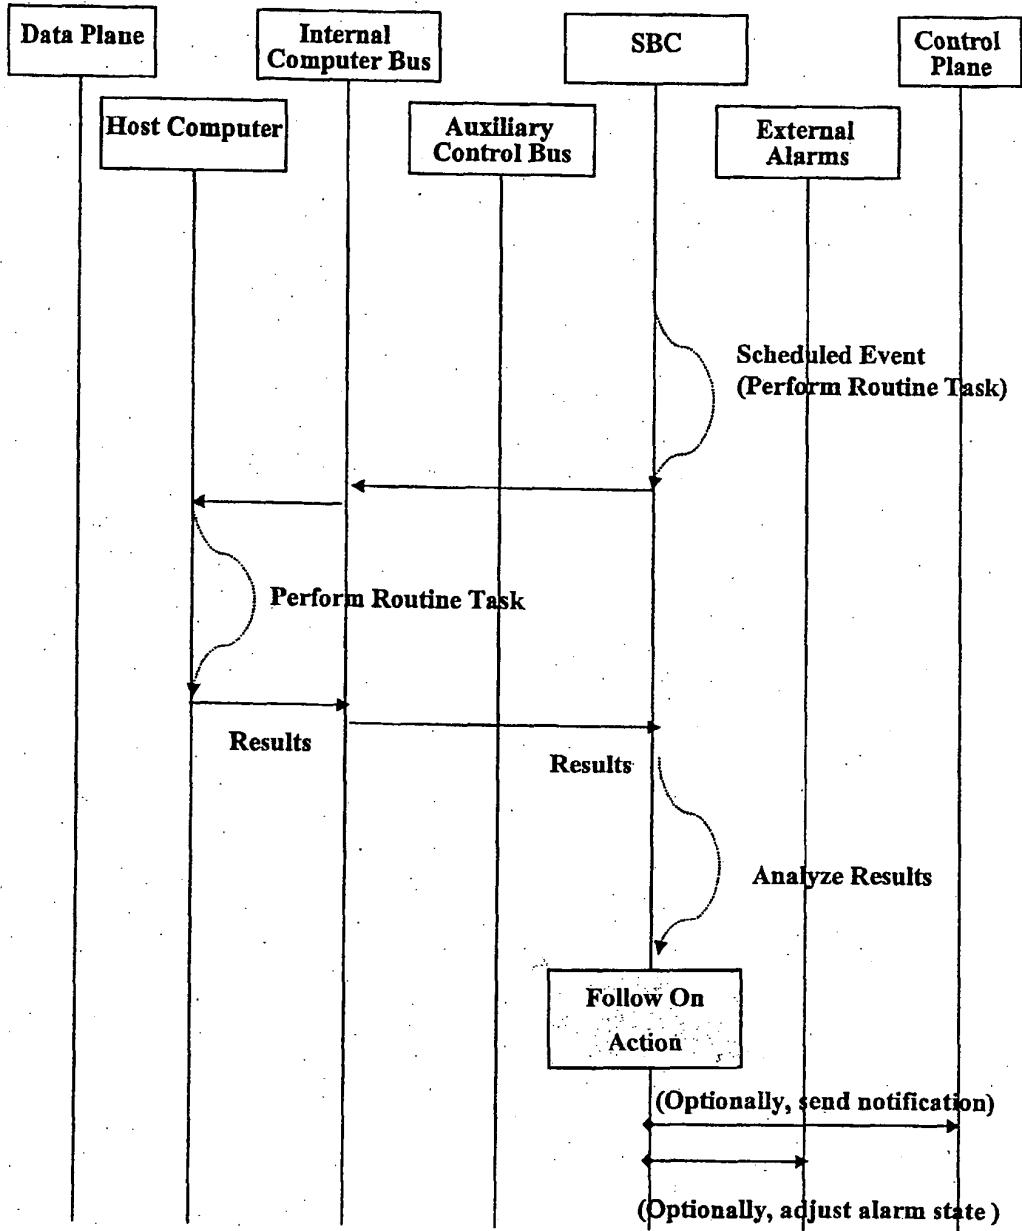 Data Plane
Internal
Computer Bus
SBC
Control
Plane
Host Computer
Auxiliary
Control Bus
External
Alarms
Scheduled Event
(Perform Routine Task)
Perform Routine Task
Results
Results
Analyze Results
Follow On
Action
(Optionally, send notification)
(Optionally, adjust alarm state )